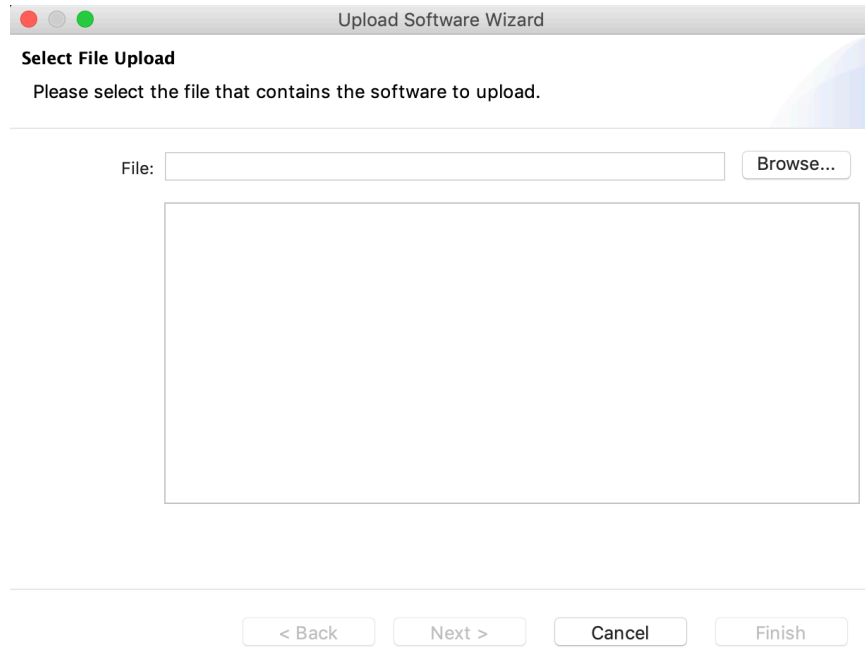 Upload Software Wizard
Select File Upload
Please select the file that contains the software to upload.
File: Browse...
< Back Next > Cancel Finish